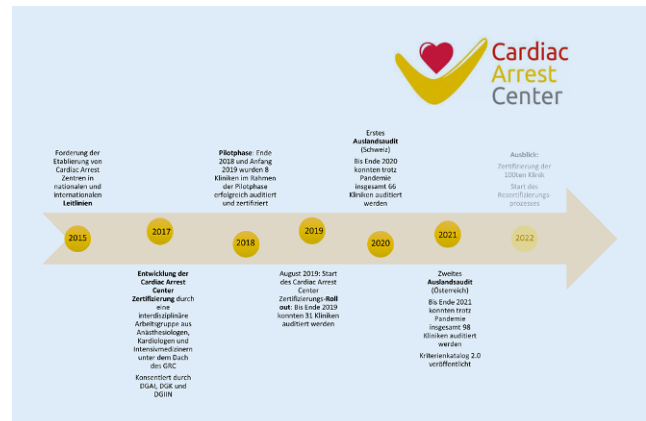 Cardiac
Arrest
Center
Forderung der
Etablierung von
Cardiac Arrest
Zentren in
nationalen und
internationalen
Leitlinien
2015
2017
Entwicklung der
Cardiac Arrest
Center
Zertifizierung durch
eine
interdisziplinäre
Arbeitsgruppe aus
Anästhesiologen,
Kardiologen und
Intensivmedizinern
unter dem Dach
des GRC
Konsentiert durch
DGAI, DGK und
DGIIN
Pilotphase: Ende
2018 und Anfang
2019 wurden 8
Kliniken im Rahmen
der Pilotphase
erfolgreich auditiert
und zertifiziert
2018
2019
August 2019: Start
des Cardiac Arrest
Center
Zertifizierungs-Roll
out: Bis Ende 2019
konnten 31 Kliniken
auditiert werden
Erstes
Auslandsaudit
(Schweiz)
Bis Ende 2020
konnten trotz
Pandemie
insgesamt 66
Kliniken auditiert
werden
2020
2021
Zweites
Auslandsaudit
(Österreich)
Bis Ende 2021
konnten trotz
Pandemie
insgesamt 98
Kliniken auditiert
werden
Kriterienkatalog 2.0
veröffentlicht
Ausblick:
Zertifizierung der
100ten Klinik
Start des
Rezertifizierungs-
prozesses
2022